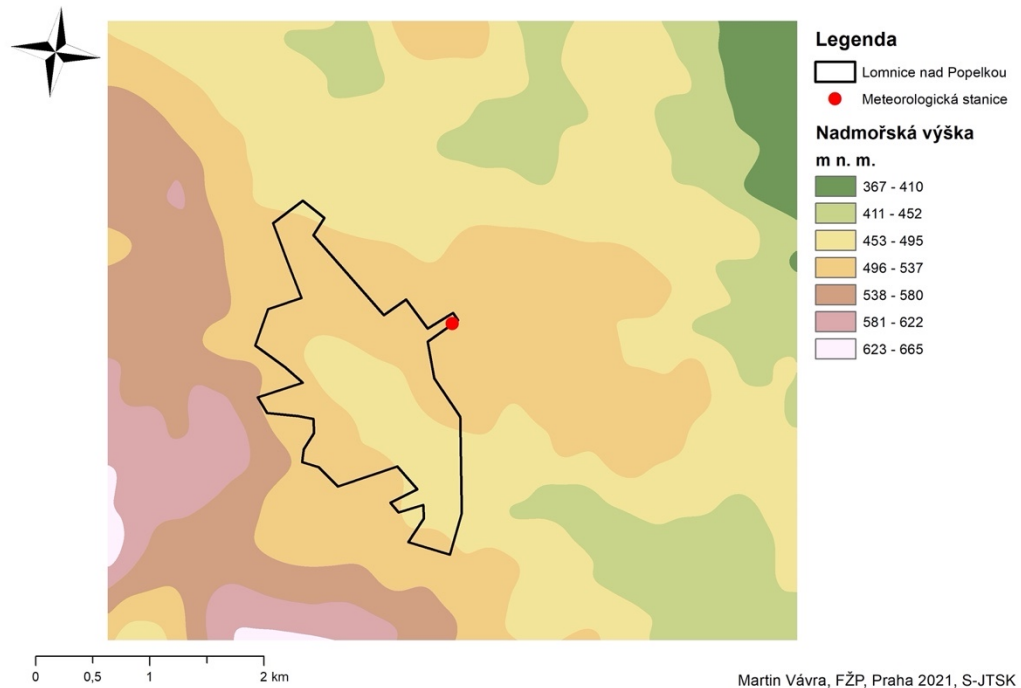 Legenda
Lomnice nad Popelkou
Meteorologická stanice
Nadmořská výška
m n. m.
367 - 410
411 - 452
453 - 495
496 - 537
538 - 580
581 - 622
623 - 665
0 0,5 1 2 km
Martin Vávra, FŽP, Praha 2021, S-JTSK